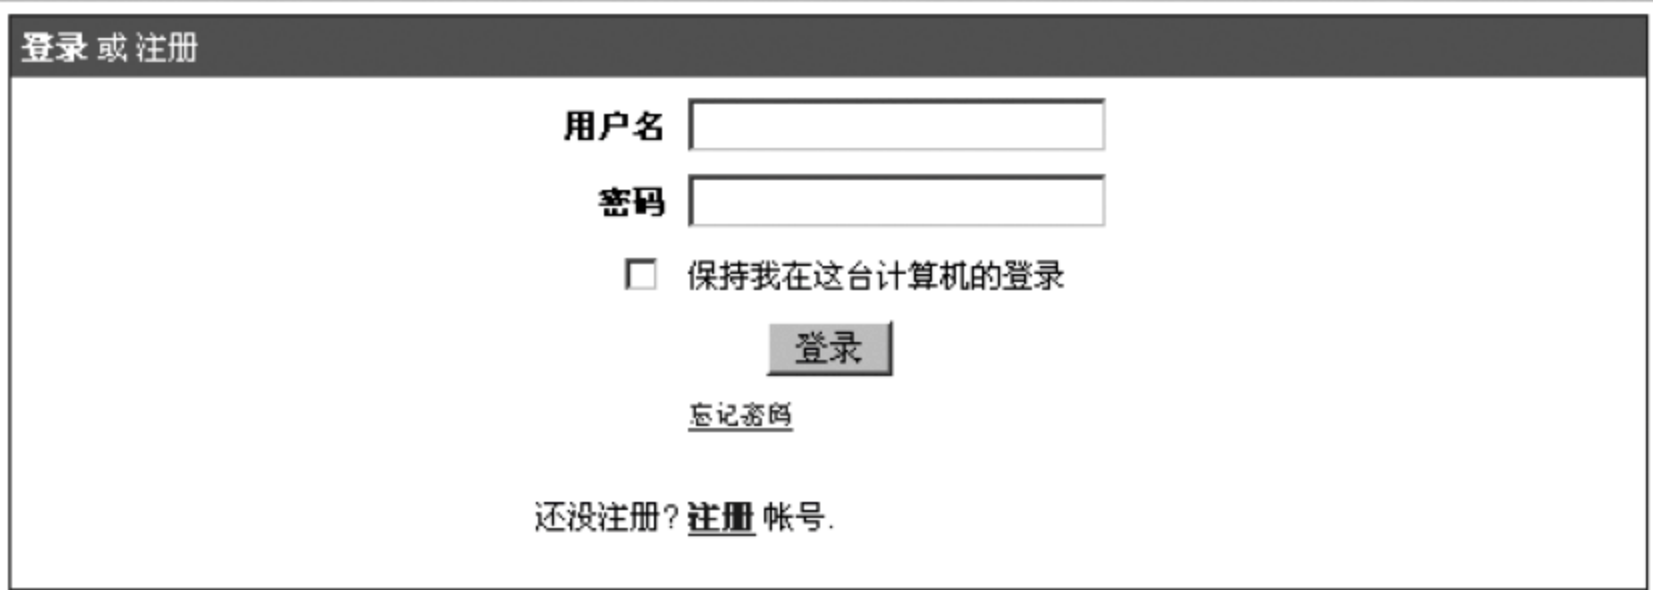 登录 或 注册
用户名
密码
保持我在这台计算机的登录
登录
忘记密码
还没注册? 注册 帐号.